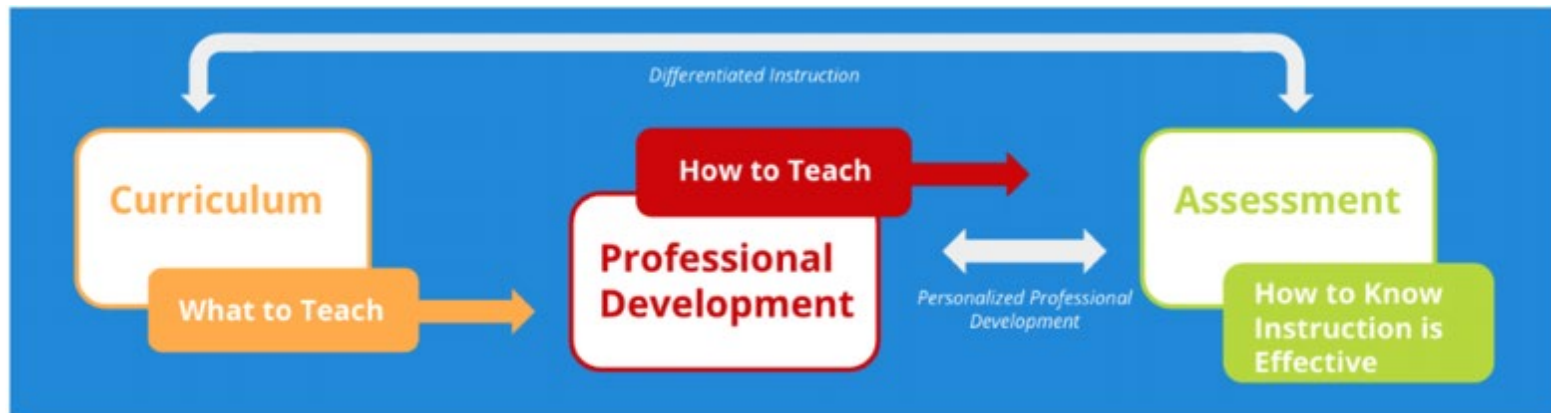 Differentiated Instruction
Curriculum
What to Teach
How to Teach
Professional
Development
Personalized Professional
Development
Assessment
How to Know
Instruction is
Effective